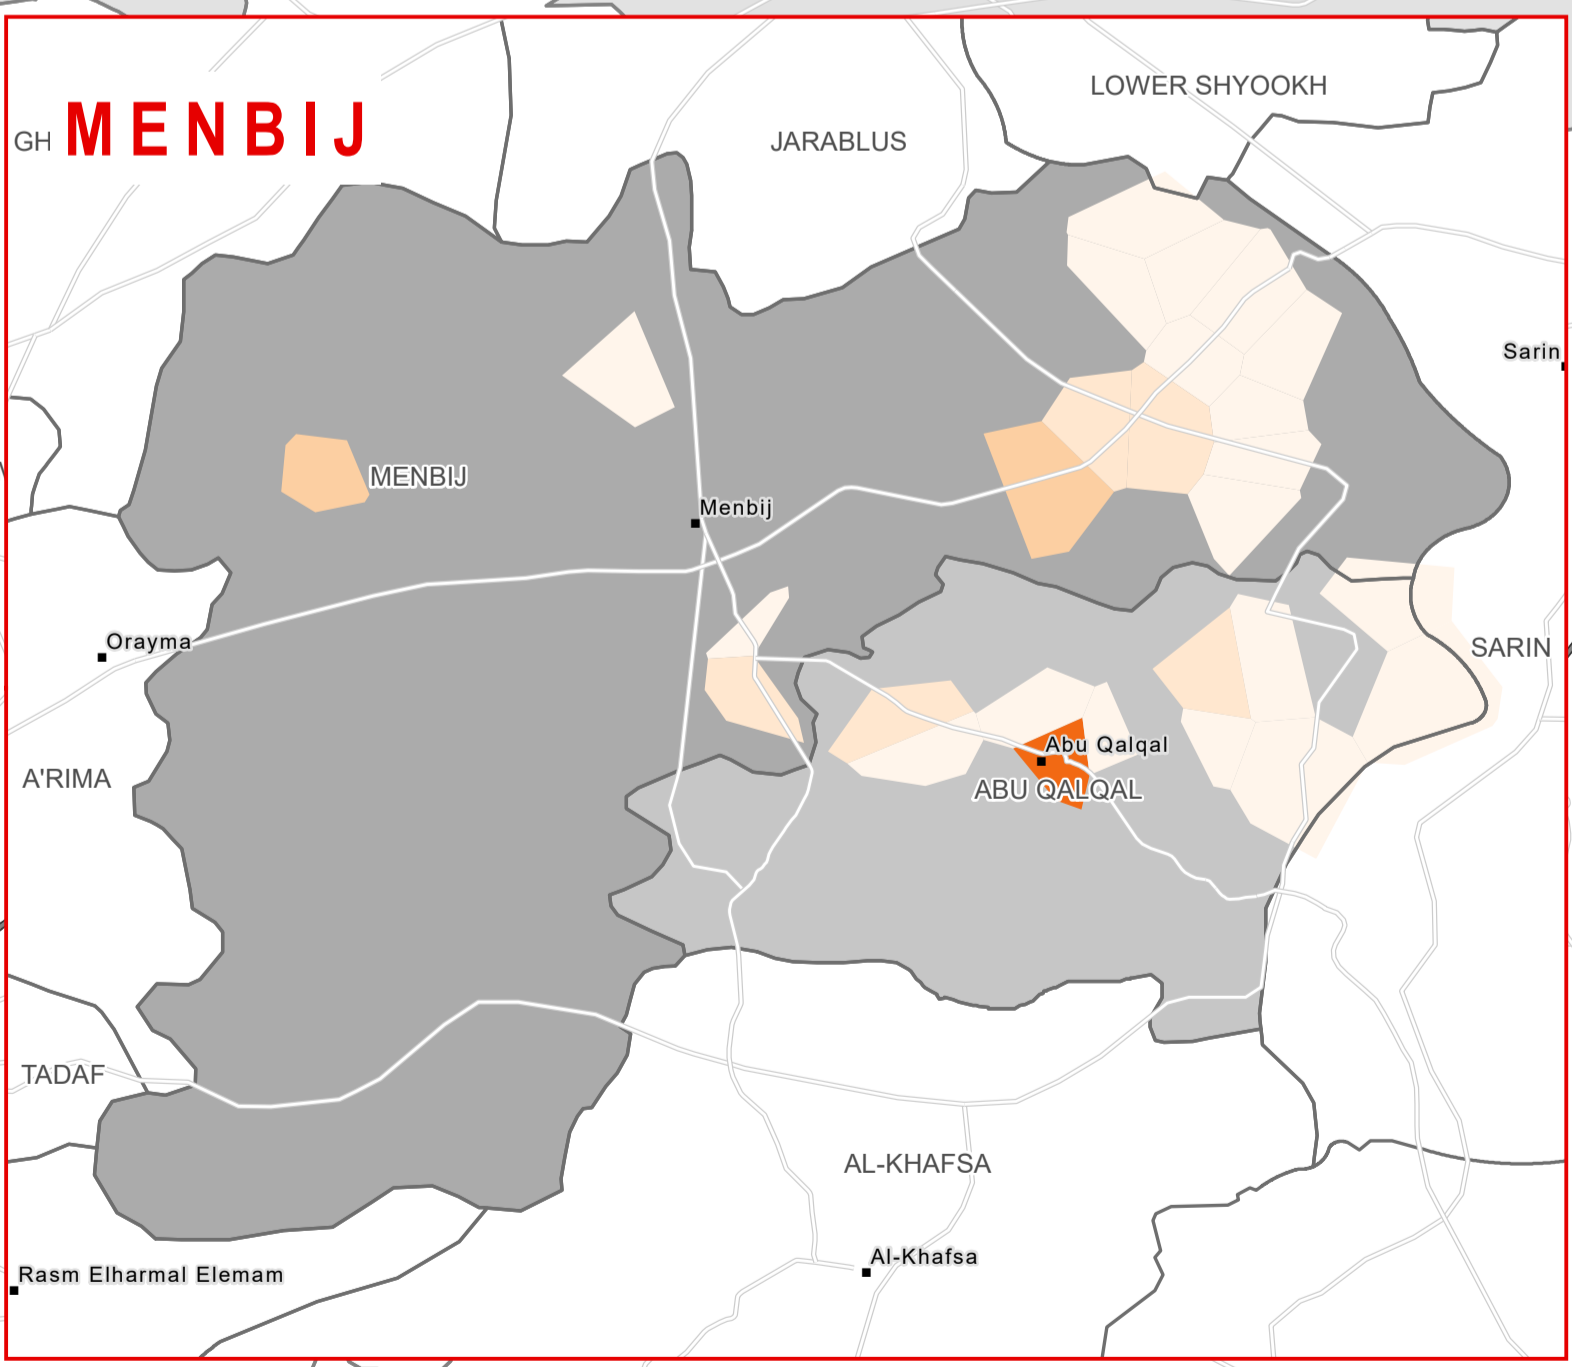 LOWER SHYOOKH
GH MENBIJ
JARABLUS
Sarin
MENBIJ
Menbij
Orayma
SARIN
Abu Qalqal
A'RIMA
ABU QALQAL
TADAF
AL-KHAFSA
Al-Khafsa
Rasm Elharmal Elemam